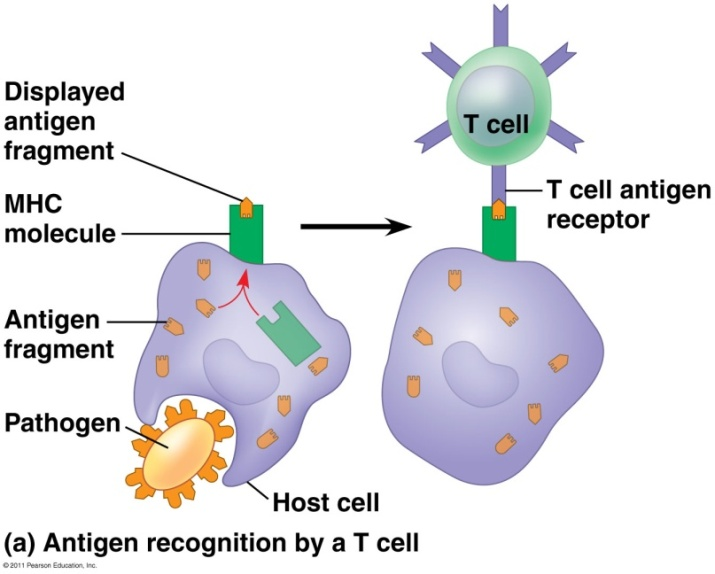 Displayed
antigen
fragment
MHC
molecule
Antigen
fragment
Pathogen
Host cell
T cell
T cell antigen
receptor
(a) Antigen recognition by a T cell
© 2011 Pearson Education, Inc.